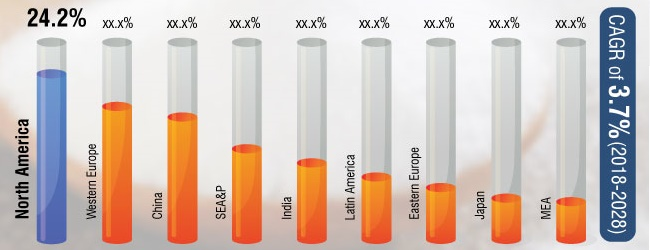 24.2%
xx.x%
xx.x%
xx.x%
xx.x%
xx.x%
xx.x%
xx.x%
xx.x%
North America
Western Europe
China
SEA&P
India
Latin America
Eastern Europe
Japan
MEA
CAGR of 3.7% (2018-2028)